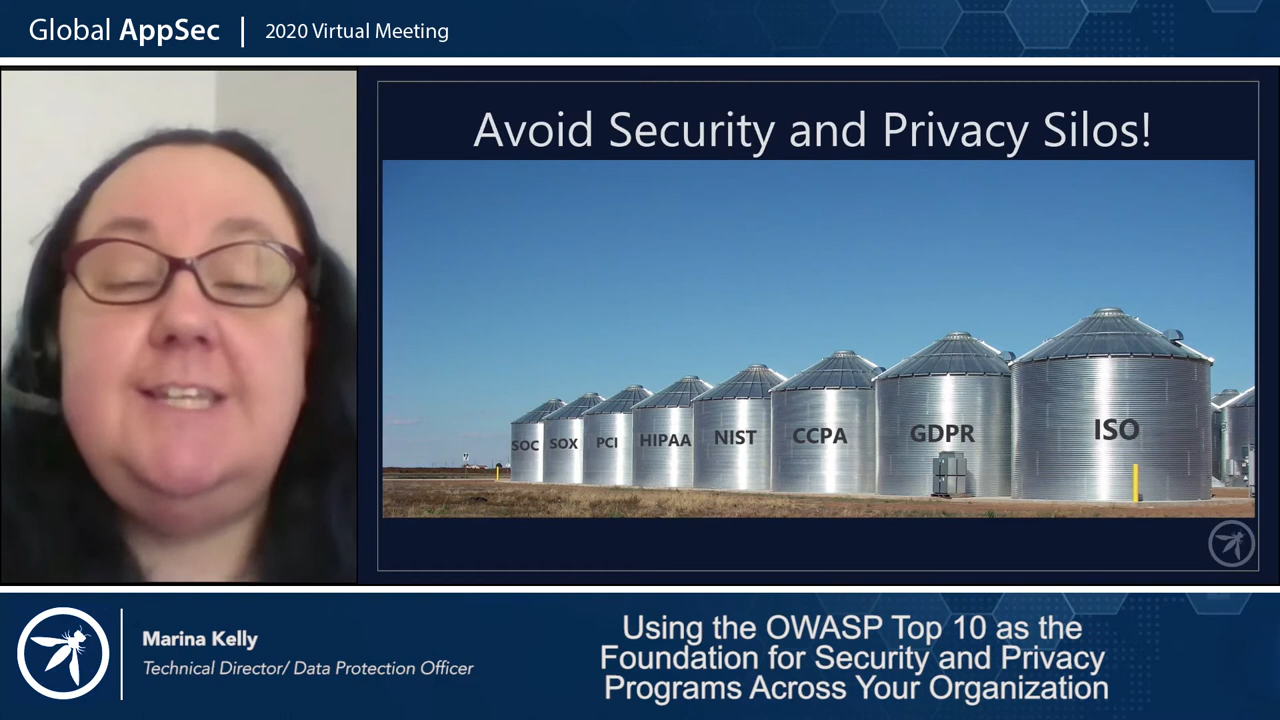 Global AppSec | 2020 Virtual Meeting
Avoid Security and Privacy Silos!
SOC SOX PCI HIPAA NIST CCPA GDPR ISO
Marina Kelly
Technical Director/ Data Protection Officer
Using the OWASP Top 10 as the
Foundation for Security and Privacy
Programs Across Your Organization